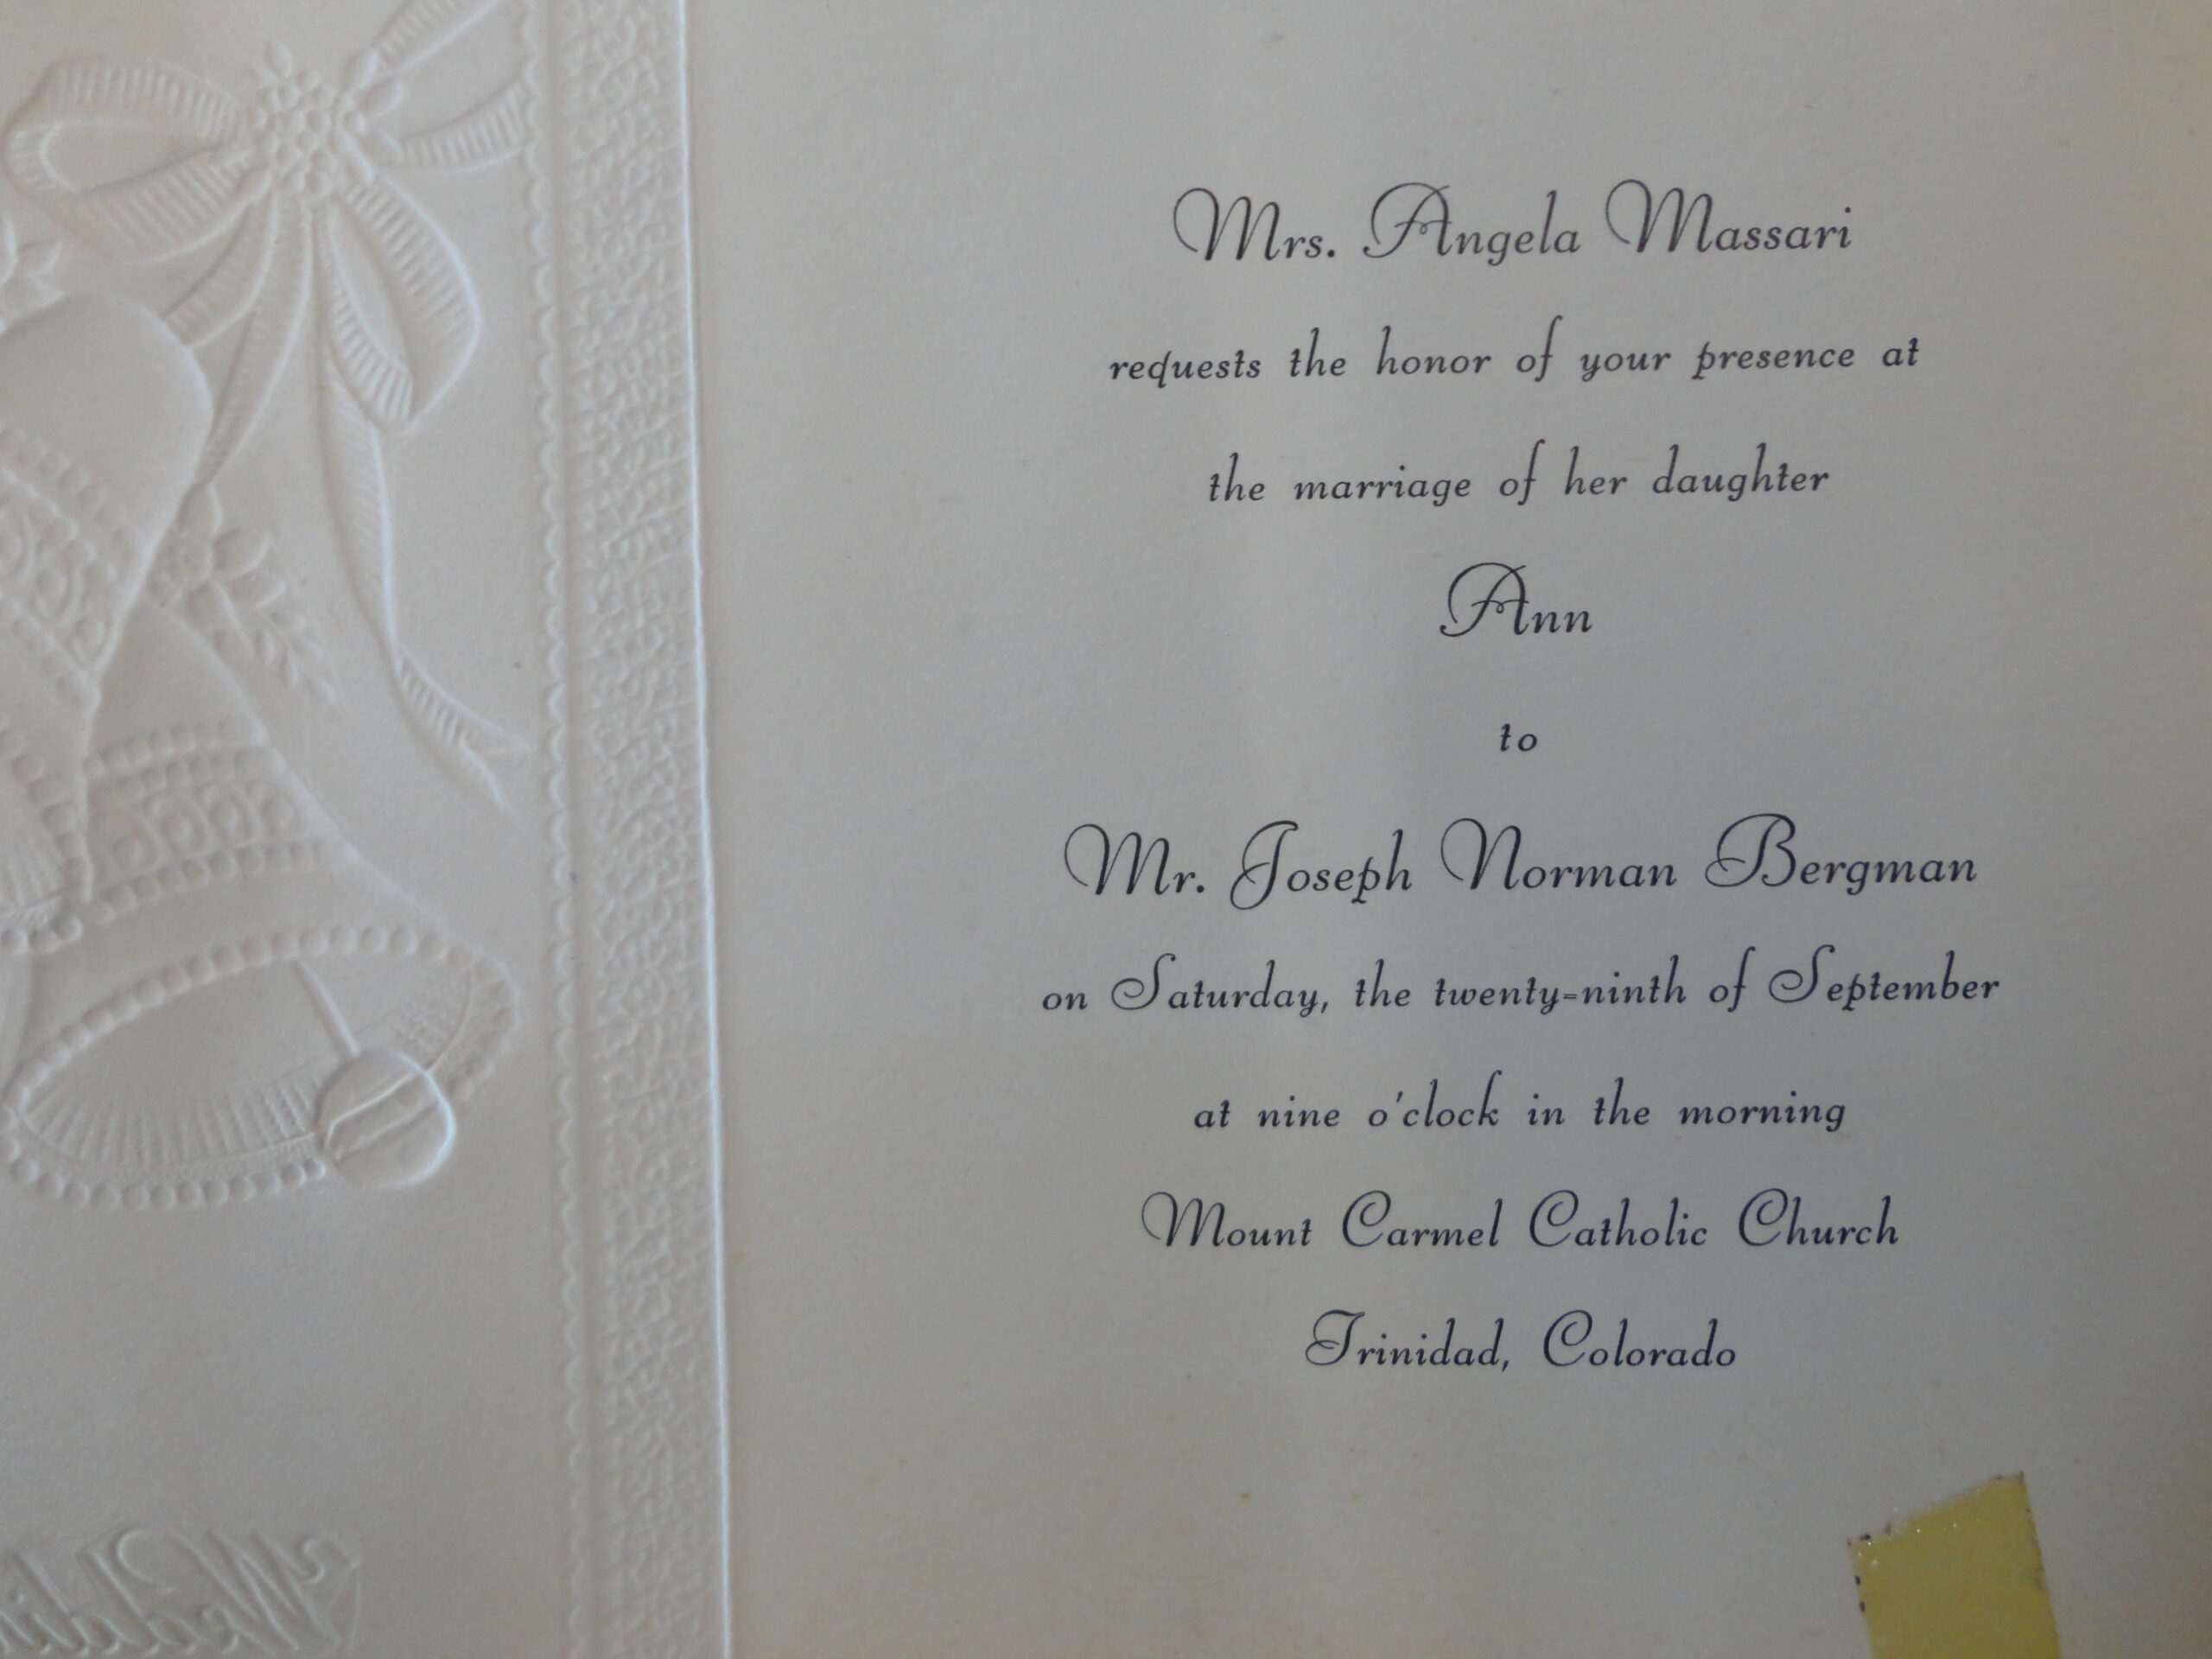 Mrs. Angela Massari
requests the honor of your presence at
the marriage of her daughter
Ann
to
Mr. Joseph Norman Bergman
on Saturday, the twenty-ninth of September
at nine o'clock in the morning
Mount Carmel Catholic Church
Trinidad, Colorado